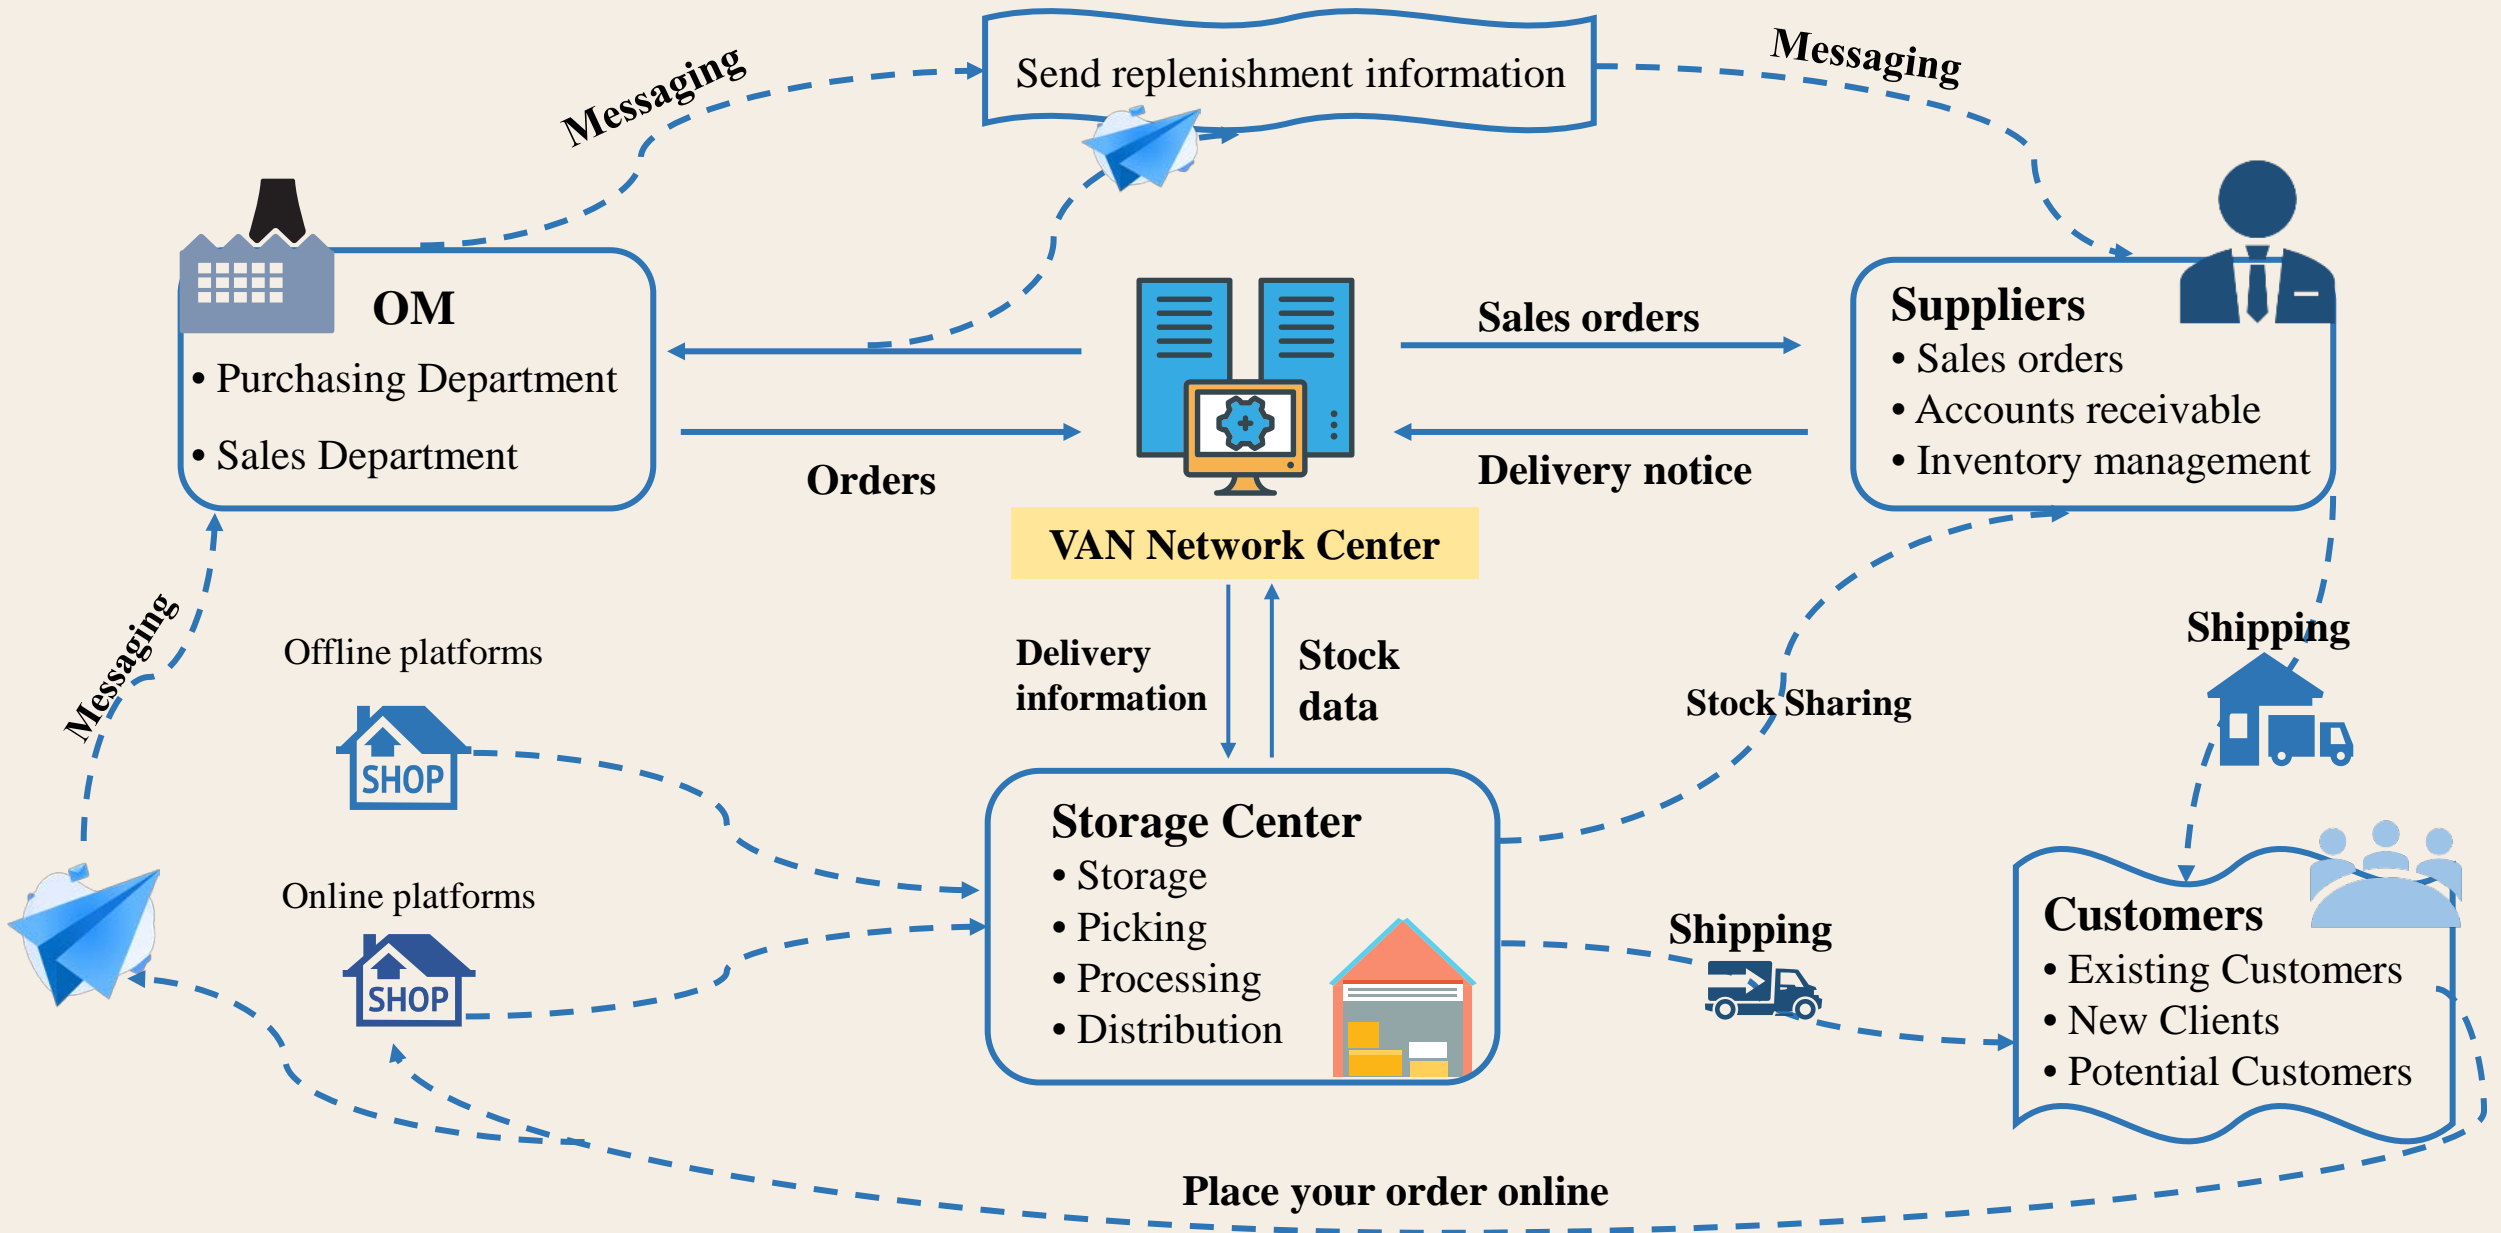 Messaging
Send replenishment information
Messaging
OM
• Purchasing Department
• Sales Department
Orders
VAN Network Center
Sales orders
Delivery notice
Suppliers
• Sales orders
• Accounts receivable
• Inventory management
Messaging
Offline platforms
SHOP
Online platforms
SHOP
Delivery
information
Stock
data
Stock Sharing
Shipping
Storage Center
• Storage
• Picking
• Processing
• Distribution
Shipping
Customers
• Existing Customers
• New Clients
• Potential Customers
Place your order online